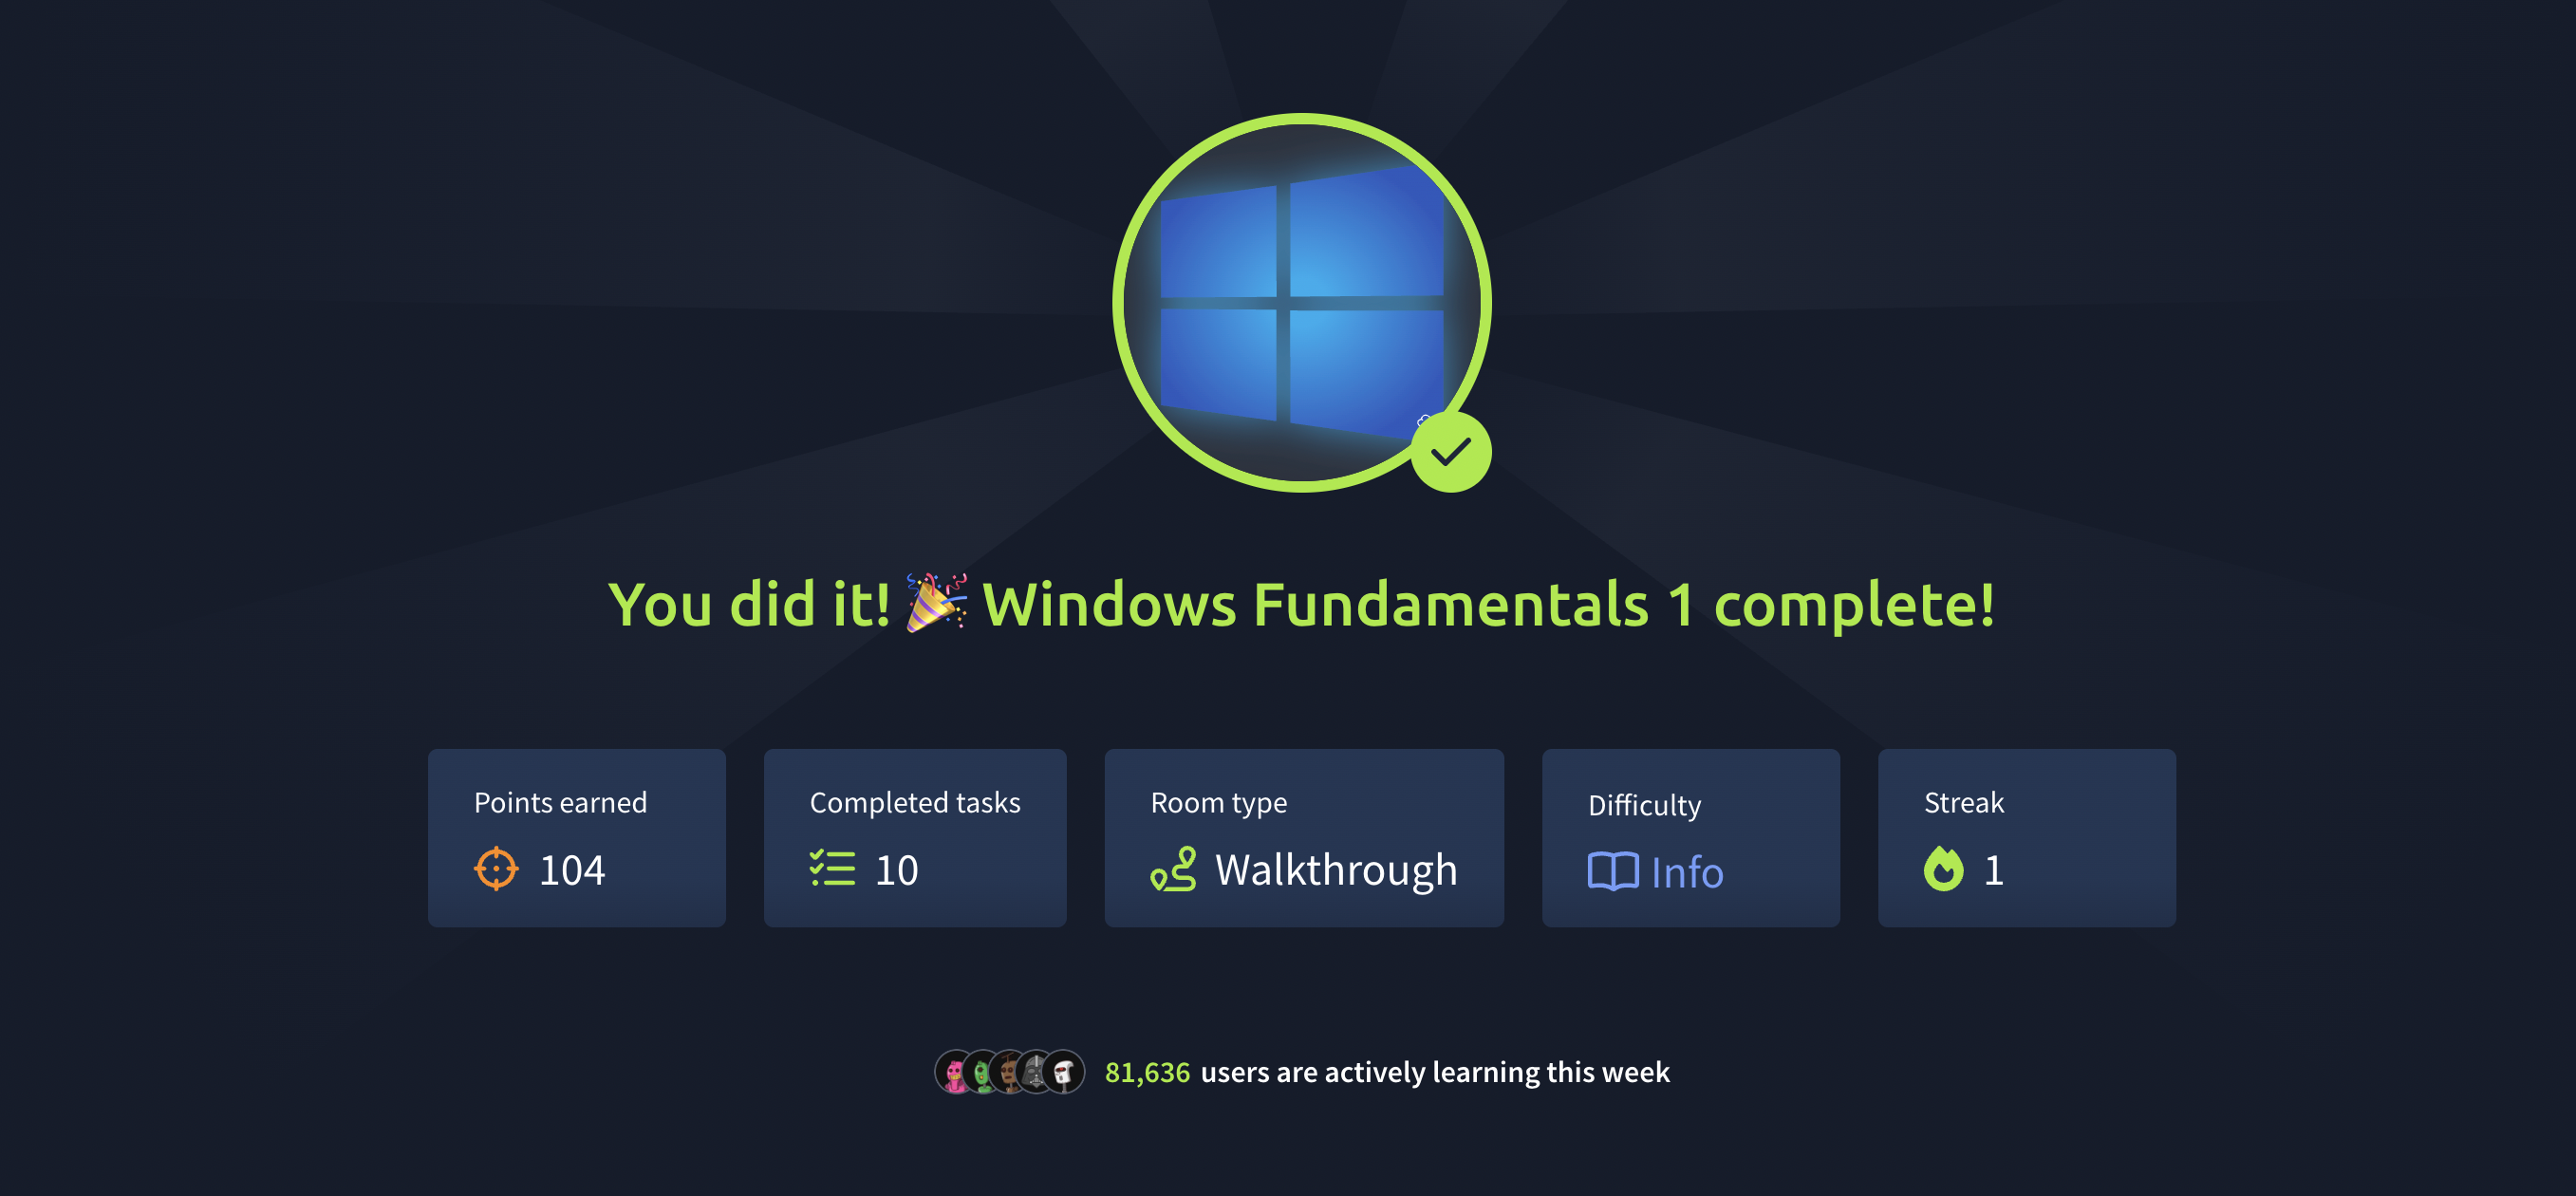 You did it! 🎉 Windows Fundamentals 1 complete!
Points earned
104
Completed tasks
10
Room type
Walkthrough
Difficulty
Info
Streak
1
81,636 users are actively learning this week